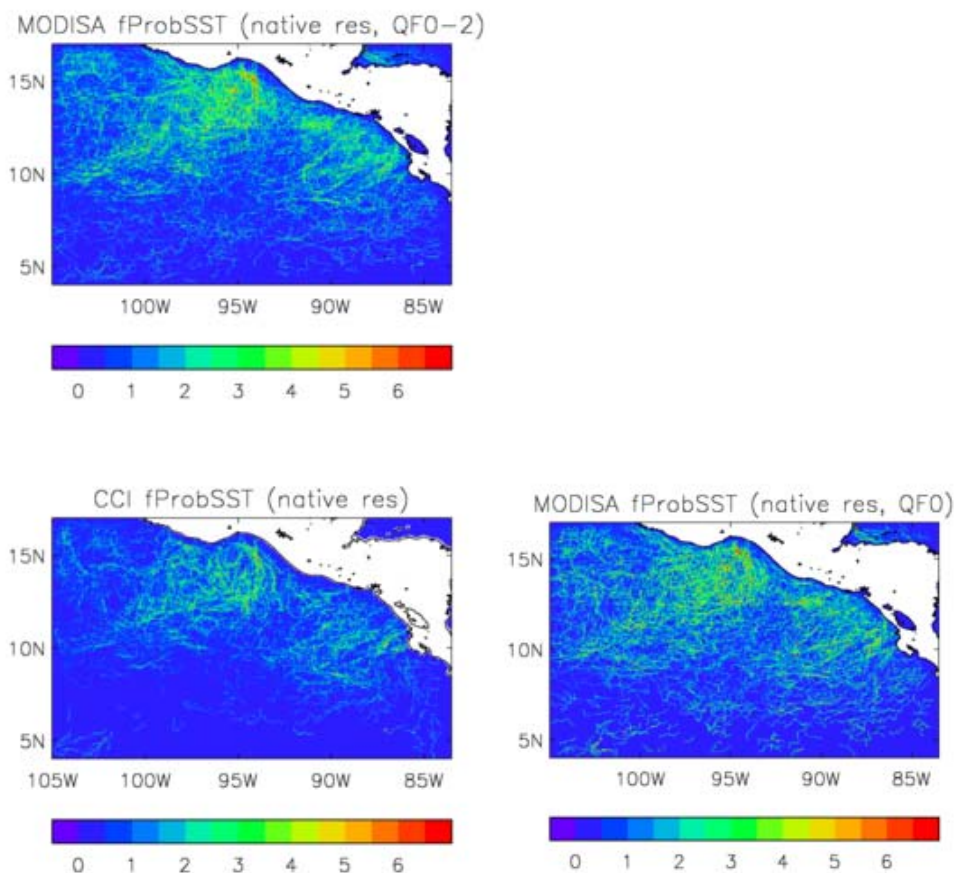 MODISA fProbSST (native res, QF0-2)
15N
10N
5N
100W 95W 90W 85W
0 1 2 3 4 5 6
CCI fProbSST (native res)
15N
10N
5N
105W 100W 95W 90W 85W
0 1 2 3 4 5 6
MODISA fProbSST (native res, QF0)
15N
10N
5N
100W 95W 90W 85W
0 1 2 3 4 5 6